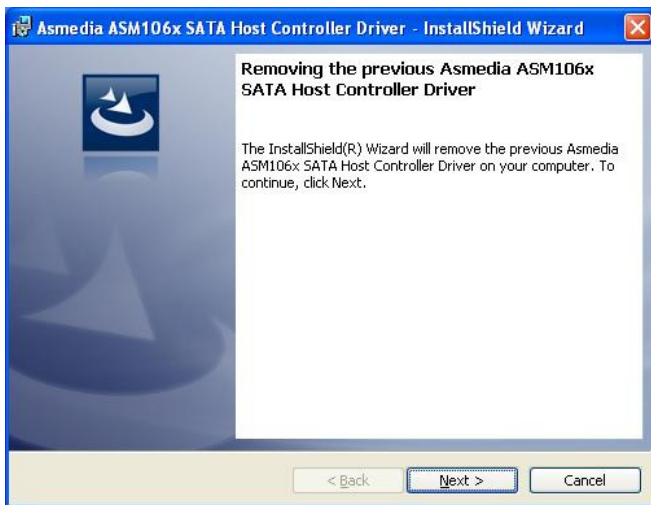 Asmedia ASM106x SATA Host Controller Driver - InstallShield Wizard
Removing the previous Asmedia ASM106x
SATA Host Controller Driver
The InstallShield(R) Wizard will remove the previous Asmedia
ASM106x SATA Host Controller Driver on your computer. To
continue, click Next.
< Back Next > Cancel